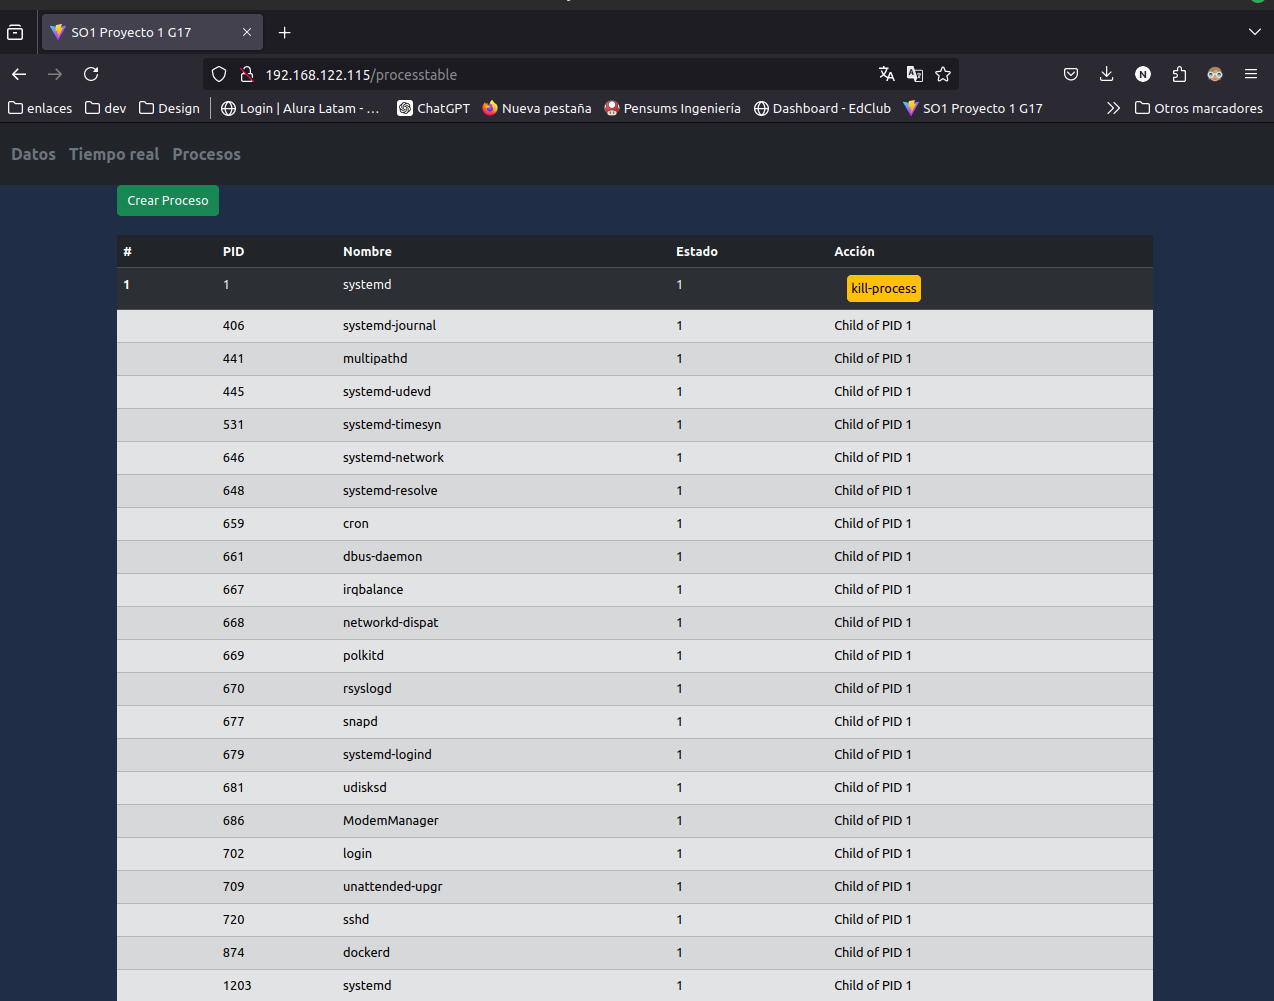 SO1 Proyecto 1 G17
192.168.122.115/processtable
enlaces dev Design Login | Alura Latam - ... ChatGPT Nueva pestaña Pensums Ingeniería Dashboard - EdClub SO1 Proyecto 1 G17 Otros marcadores
Datos Tiempo real Procesos
Crear Proceso
# PID Nombre Estado Acción
1 1 systemd 1 kill-process
406 systemd-journal 1 Child of PID 1
441 multipathd 1 Child of PID 1
445 systemd-udevd 1 Child of PID 1
531 systemd-timesyn 1 Child of PID 1
646 systemd-network 1 Child of PID 1
648 systemd-resolve 1 Child of PID 1
659 cron 1 Child of PID 1
661 dbus-daemon 1 Child of PID 1
667 irqbalance 1 Child of PID 1
668 networkd-dispat 1 Child of PID 1
669 polkitd 1 Child of PID 1
670 rsyslogd 1 Child of PID 1
677 snapd 1 Child of PID 1
679 systemd-logind 1 Child of PID 1
681 udisksd 1 Child of PID 1
686 ModemManager 1 Child of PID 1
702 login 1 Child of PID 1
709 unattended-upgr 1 Child of PID 1
720 sshd 1 Child of PID 1
874 dockerd 1 Child of PID 1
1203 systemd 1 Child of PID 1